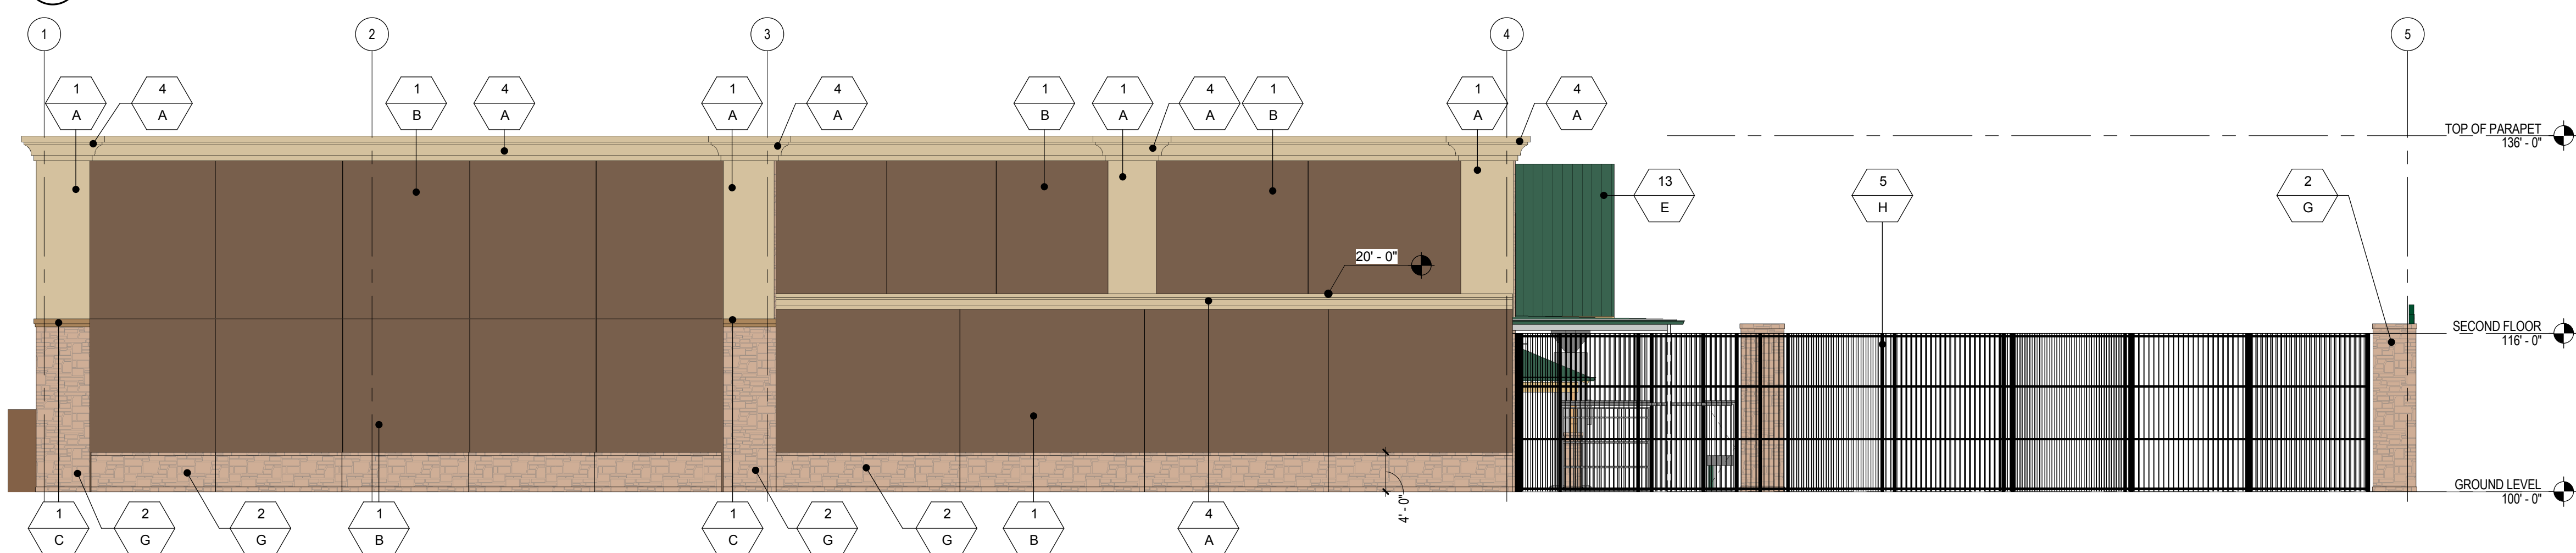 1
2
3
4
5
1
A
4
A
1
B
4
A
1
A
4
A
1
B
1
A
4
A
1
B
1
A
4
A
TOP OF PARAPET
136' - 0"
13
E
5
H
2
G
20' - 0"
SECOND FLOOR
116' - 0"
GROUND LEVEL
100' - 0"
4' - 0"
1
C
2
G
2
G
1
B
1
C
2
G
2
G
1
B
4
A